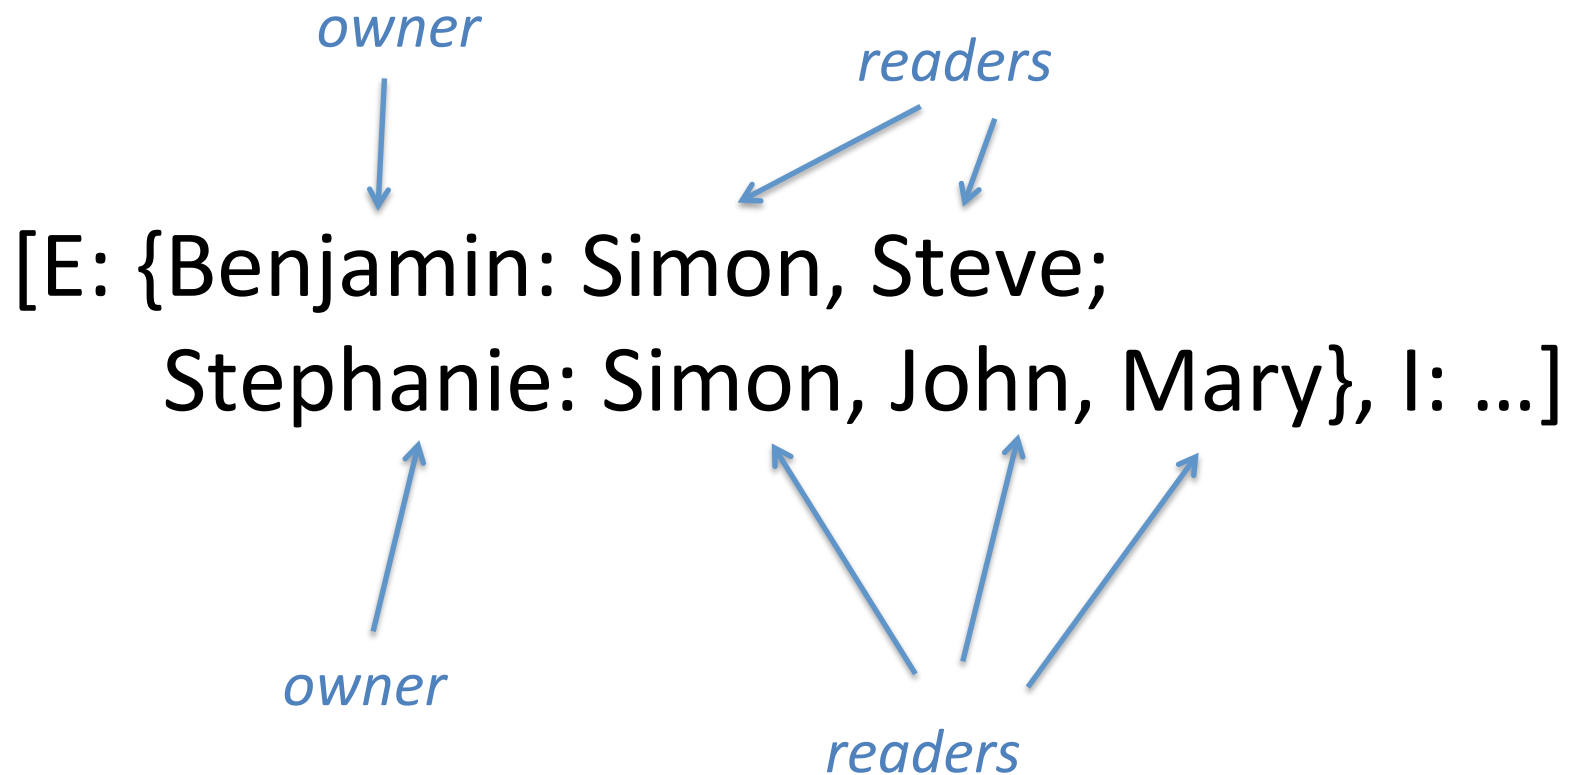 owner
readers
[E: {Benjamin: Simon, Steve;
Stephanie: Simon, John, Mary}, I: ...]
owner
readers